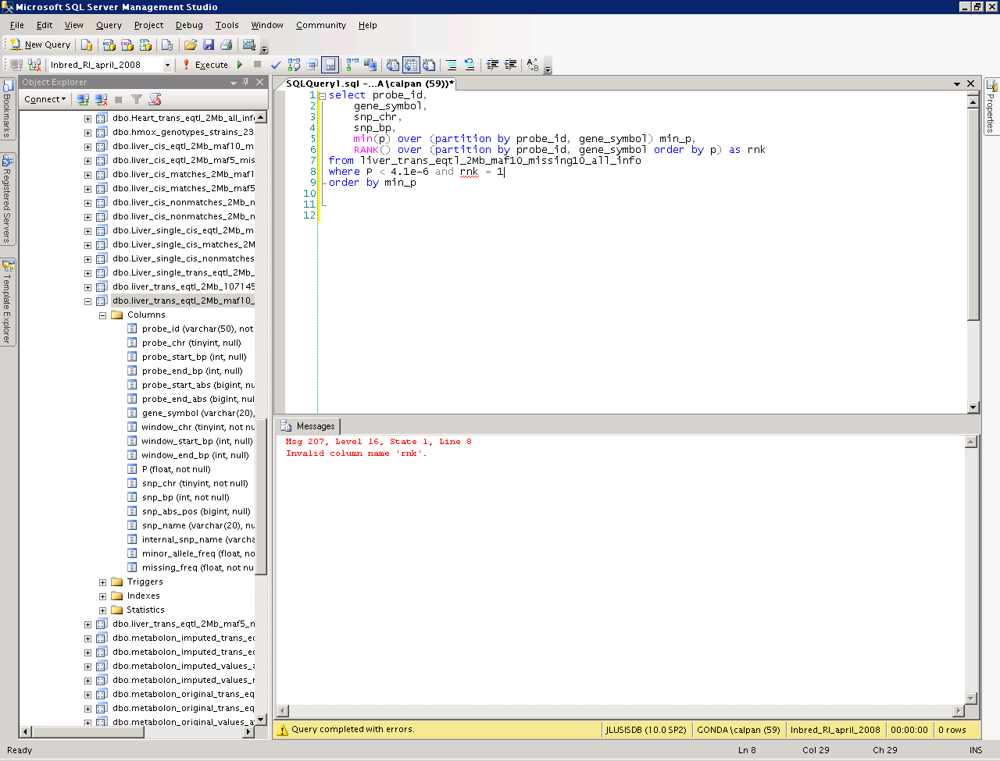 Microsoft SQL Server Management Studio
File Edit View Query Project Debug Tools Window Community Help
New Query
Inbred_RI_april_2008 Execute
Object Explorer
Connect
Bookmarks
Registered Servers
Template Explorer
dbo.Heart_trans_eqtl_2Mb_all_info
dbo.hmox_genotypes_strains_23
dbo.liver_cis_eqtl_2Mb_maf10_m
dbo.liver_cis_eqtl_2Mb_maf5_mis
dbo.liver_cis_matches_2Mb_maf1
dbo.liver_cis_matches_2Mb_maf5
dbo.liver_cis_nonmatches_2Mb_n
dbo.liver_cis_nonmatches_2Mb_n
dbo.Liver_single_cis_eqtl_2Mb_m
dbo.Liver_single_cis_matches_2M
dbo.Liver_single_cis_nonmatches
dbo.Liver_single_trans_eqtl_2Mb_
dbo.liver_trans_eqtl_2Mb_107145
dbo.liver_trans_eqtl_2Mb_maf10_
Columns
probe_id (varchar(50), not
probe_chr (tinyint, null)
probe_start_bp (int, null)
probe_end_bp (int, null)
probe_start_abs (bigint, nu
probe_end_abs (bigint, null
gene_symbol (varchar(20),
window_chr (tinyint, not nu
window_start_bp (int, null)
window_end_bp (int, null)
P (float, not null)
snp_chr (tinyint, not null)
snp_bp (int, not null)
snp_abs_pos (bigint, null)
snp_name (varchar(20), nu
internal_snp_name (varcha
minor_allele_freq (float, no
missing_freq (float, not nu
Triggers
Indexes
Statistics
dbo.liver_trans_eqtl_2Mb_maf5_n
dbo.metabolon_imputed_trans_eq
dbo.metabolon_imputed_trans_eq
dbo.metabolon_imputed_values_a
dbo.metabolon_imputed_values_r
dbo.metabolon_original_trans_eq
dbo.metabolon_original_trans_eq
dbo.metabolon_original_values_a
SQLQuery1.sql -...A\calpan (59))*
1 select probe_id,
2 gene_symbol,
3 snp_chr,
4 snp_bp,
5 min(p) over (partition by probe_id, gene_symbol) min_p,
6 RANK() over (partition by probe_id, gene_symbol order by p) as rnk
7 from liver_trans_eqtl_2Mb_maf10_missing10_all_info
8 where P < 4.1e-6 and rnk = 1
9 order by min_p
10
11
12
Properties
Messages
Msg 207, Level 16, State 1, Line 8
Invalid column name 'rnk'.
Query completed with errors. JLUSISDB (10.0 SP2) GONDA\calpan (59) Inbred_RI_april_2008 00:00:00 0 rows
Ready Ln 8 Col 29 Ch 29 INS